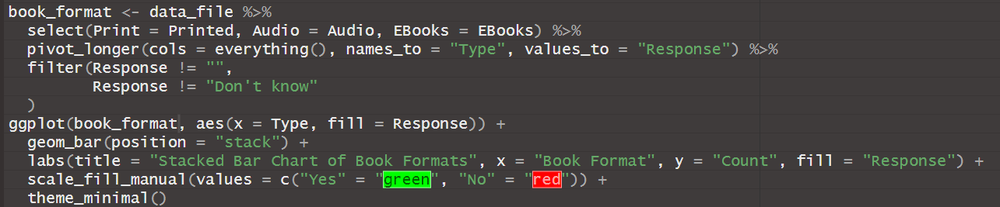 book_format <- data_file %>%
  select(Print = Printed, Audio = Audio, EBooks = EBooks) %>%
  pivot_longer(cols = everything(), names_to = "Type", values_to = "Response") %>%
  filter(Response != "",
         Response != "Don't know"
  )
ggplot(book_format, aes(x = Type, fill = Response)) +
  geom_bar(position = "stack") +
  labs(title = "Stacked Bar Chart of Book Formats", x = "Book Format", y = "Count", fill = "Response") +
  scale_fill_manual(values = c("Yes" = "green", "No" = "red")) +
  theme_minimal()